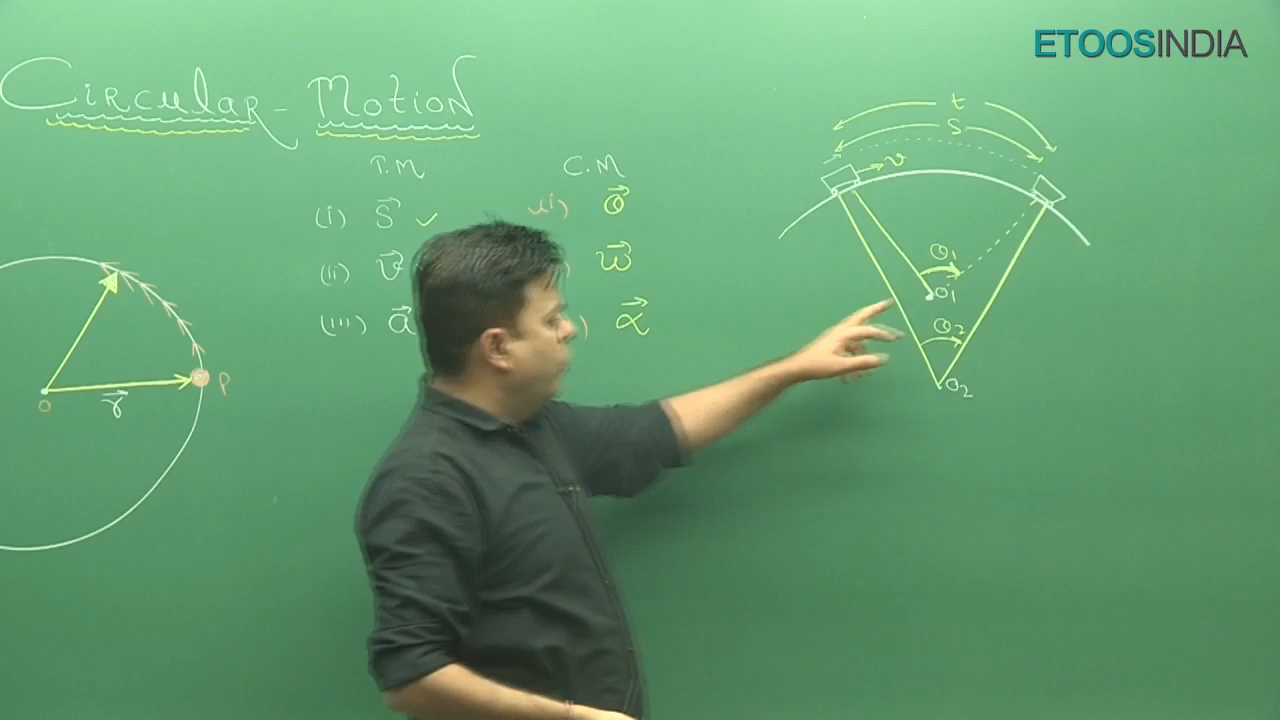 ETOOSINDIA
Circular-Motion
T.M C.M
(i) S⃗ ✓ (i) θ⃗
(ii) v⃗ ) ω⃗
(iii) a⃗ ) α⃗
O r⃗ P
t
S
v
θ₁
O₁
θ₂
O₂